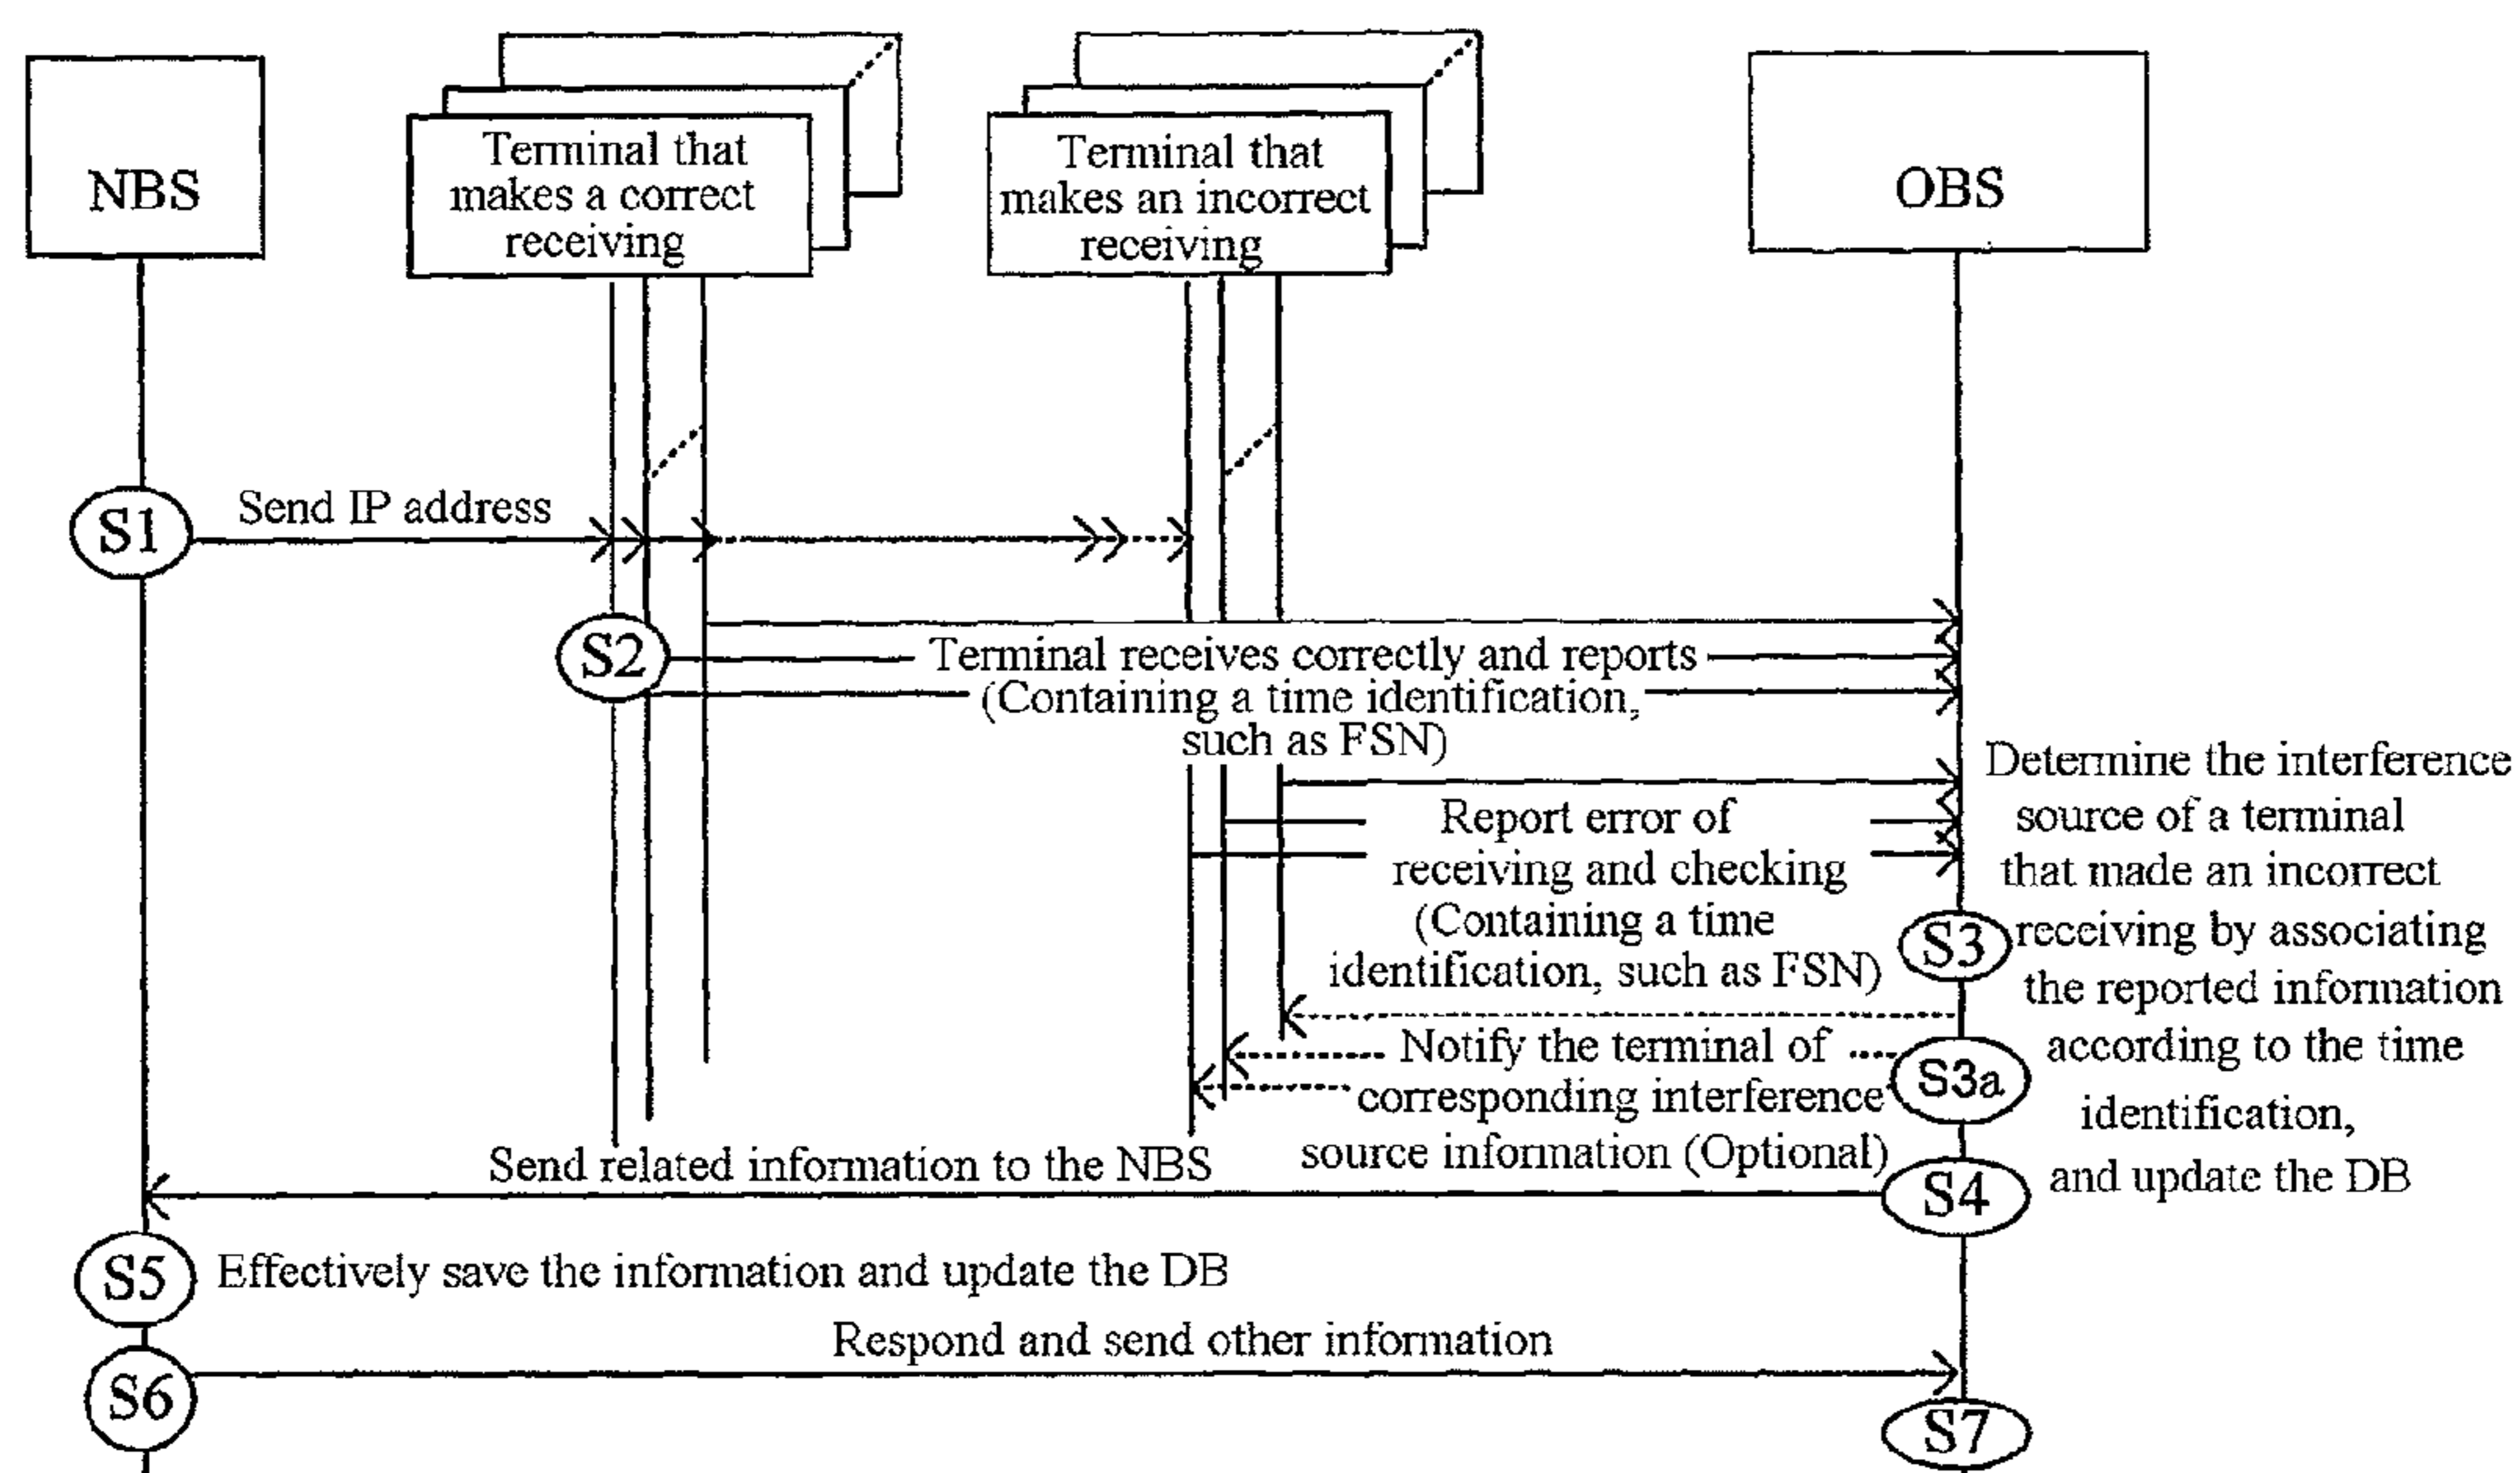 NBS
Terminal that
makes a correct
receiving
Terminal that
makes an incorrect
receiving
OBS
S1
Send IP address
S2
Terminal receives correctly and reports
(Containing a time identification,
such as FSN)
Report error of
receiving and checking
(Containing a time
identification, such as FSN)
Determine the interference
source of a terminal
that made an incorrect
receiving by associating
the reported information
according to the time
identification,
and update the DB
S3
Notify the terminal of
corresponding interference
source information (Optional)
S3a
Send related information to the NBS
S4
S5
Effectively save the information and update the DB
Respond and send other information
S6
S7